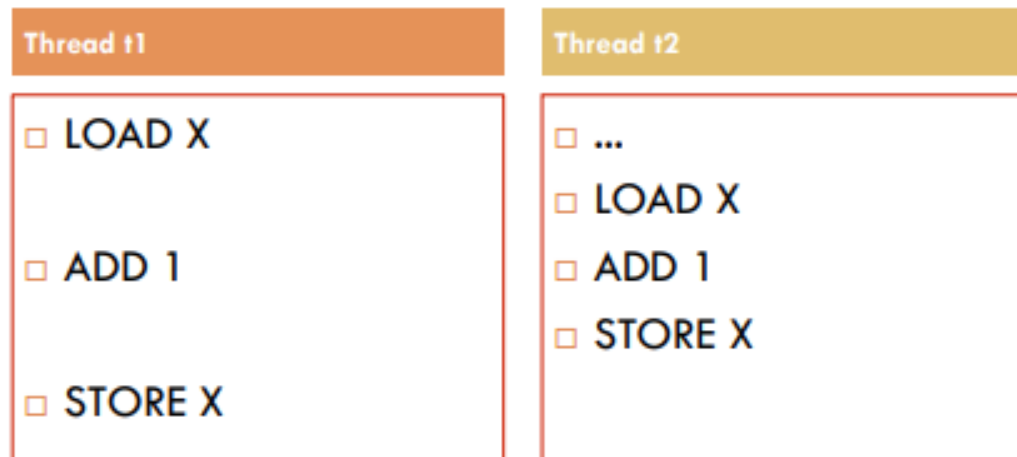 Thread t1
LOAD X
ADD 1
STORE X
Thread t2
...
LOAD X
ADD 1
STORE X